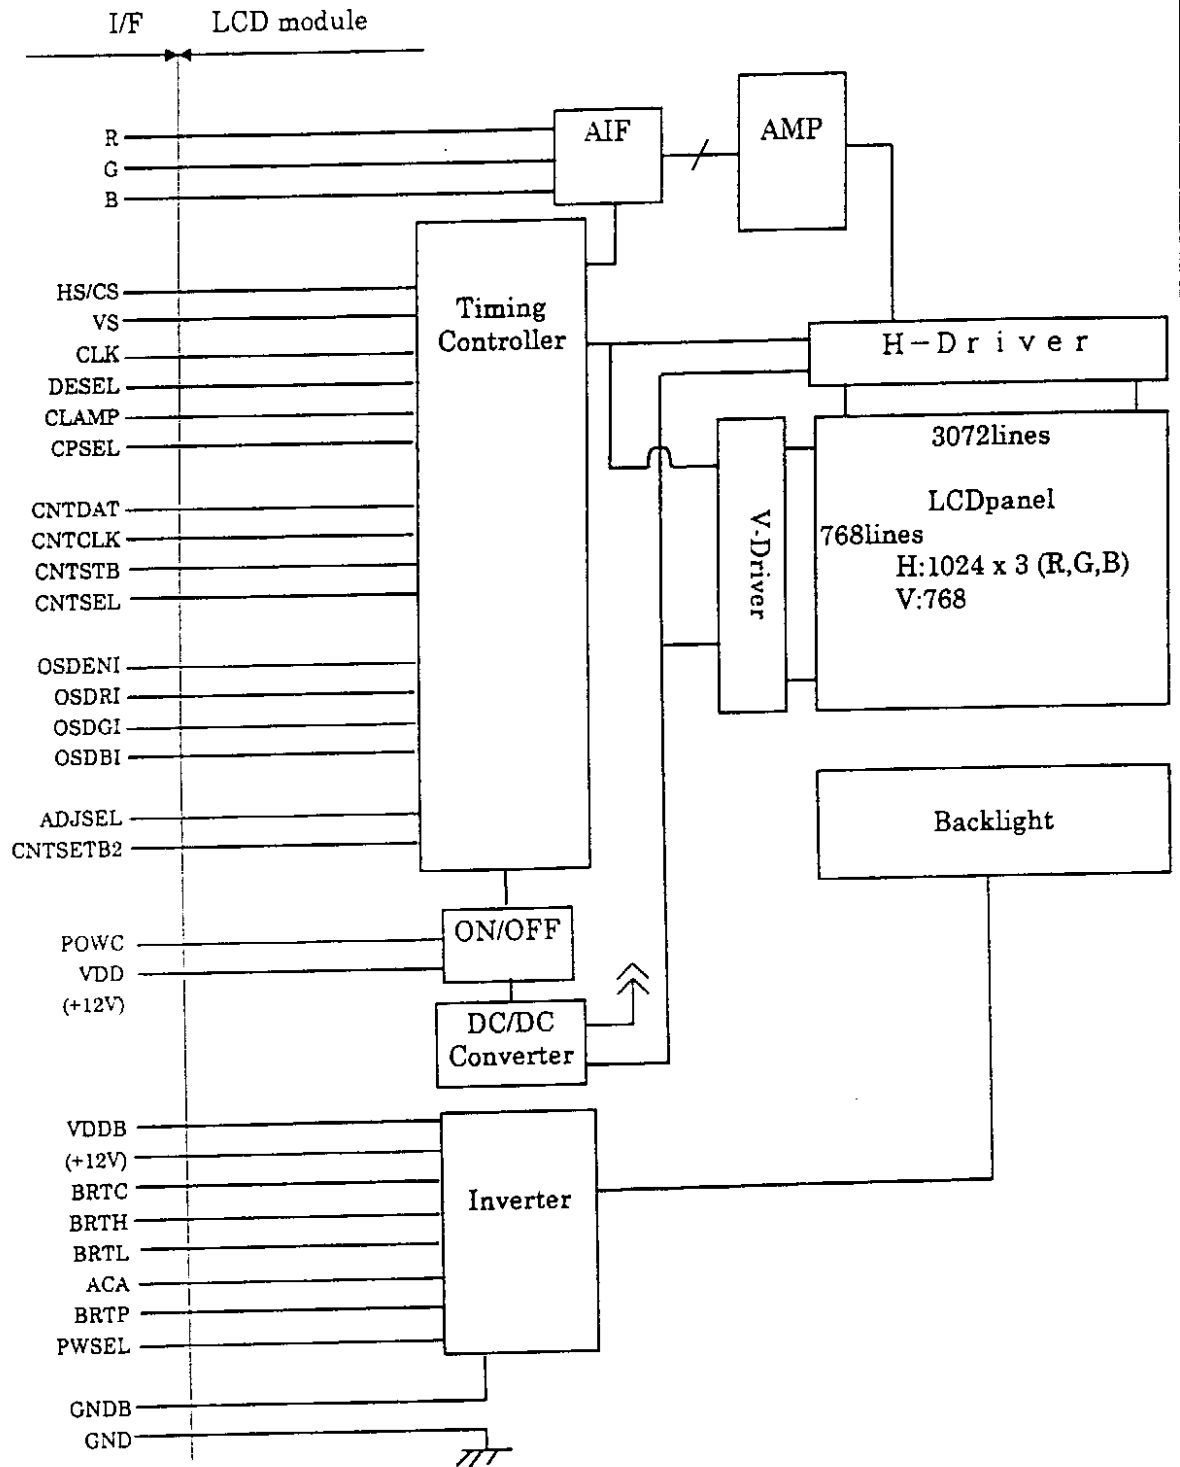 I/F
LCD module
R
G
B
AIF
AMP
HS/CS
VS
CLK
DESEL
CLAMP
CPSEL
CNTDAT
CNTCLK
CNTSTB
CNTSEL
OSDENI
OSDRI
OSDGI
OSDBI
ADJSEL
CNTSETB2
Timing
Controller
H-Driver
V-Driver
3072lines
LCDpanel
768lines
H:1024 x 3 (R,G,B)
V:768
Backlight
POWC
VDD
(+12V)
ON/OFF
DC/DC
Converter
VDDB
(+12V)
BRTC
BRTH
BRTL
ACA
BRTP
PWSEL
Inverter
GNDB
GND